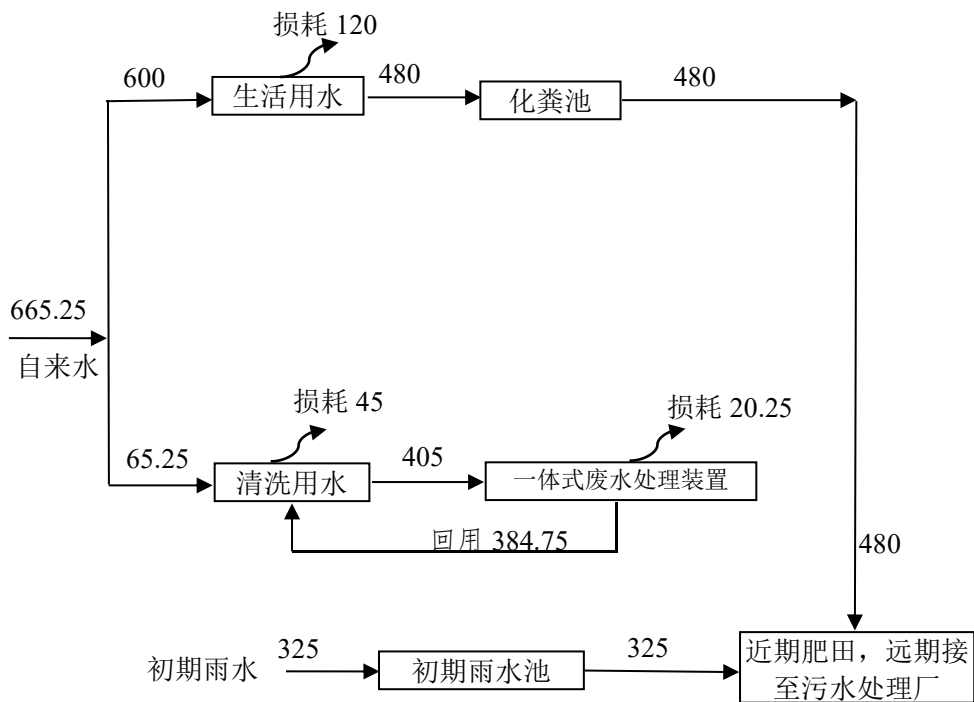 损耗 120
600
生活用水
480
化粪池
480
665.25
自来水
损耗 45
损耗 20.25
65.25
清洗用水
405
一体式废水处理装置
回用 384.75
480
初期雨水
325
初期雨水池
325
近期肥田，远期接
至污水处理厂